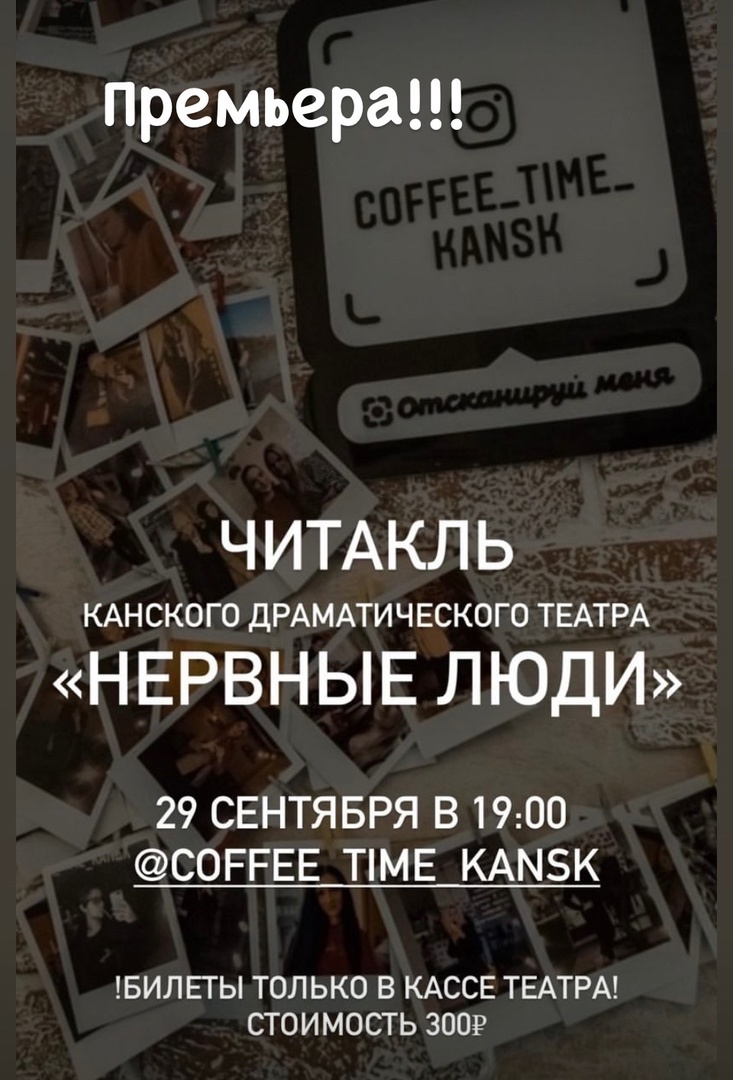 Премьера!!!
COFFEE_TIME_
KANSK
Отсканируй меня
ЧИТАКЛЬ
КАНСКОГО ДРАМАТИЧЕСКОГО ТЕАТРА
«НЕРВНЫЕ ЛЮДИ»
29 СЕНТЯБРЯ В 19:00
@COFFEE_TIME_KANSK
!БИЛЕТЫ ТОЛЬКО В КАССЕ ТЕАТРА!
СТОИМОСТЬ 300₽